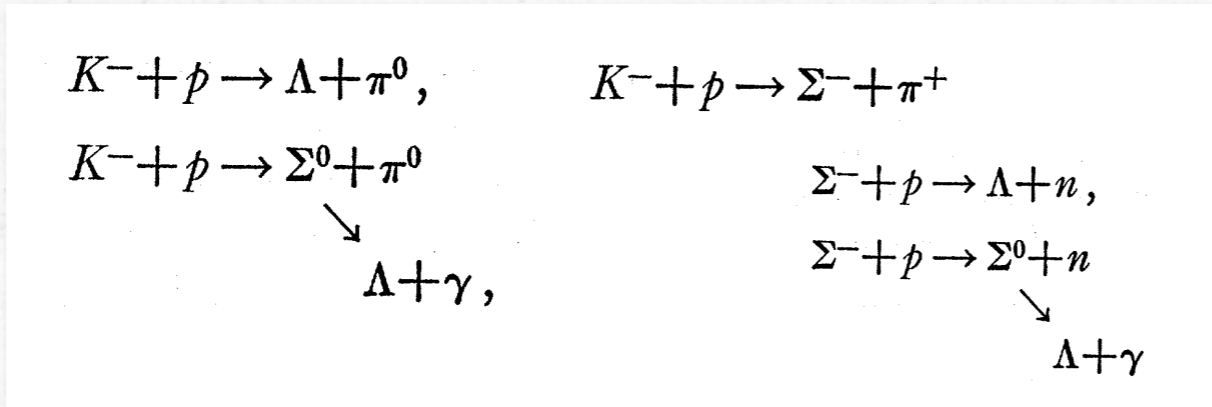 K⁻+p→Λ+π⁰,
K⁻+p→Σ⁰+π⁰
↘
Λ+γ,
K⁻+p→Σ⁻+π⁺
Σ⁻+p→Λ+n,
Σ⁻+p→Σ⁰+n
↘
Λ+γ